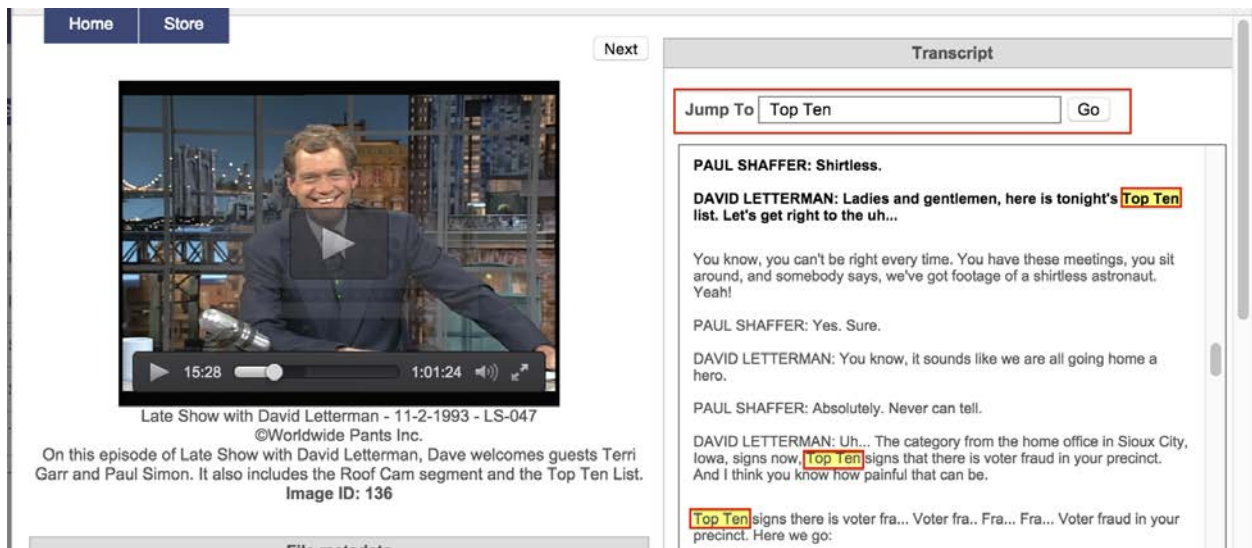 Home Store
Next
15:28 1:01:24
Late Show with David Letterman - 11-2-1993 - LS-047
©Worldwide Pants Inc.
On this episode of Late Show with David Letterman, Dave welcomes guests Terri
Garr and Paul Simon. It also includes the Roof Cam segment and the Top Ten List.
Image ID: 136
File metadata
Transcript
Jump To Top Ten Go
PAUL SHAFFER: Shirtless.
DAVID LETTERMAN: Ladies and gentlemen, here is tonight's Top Ten
list. Let's get right to the uh...
You know, you can't be right every time. You have these meetings, you sit
around, and somebody says, we've got footage of a shirtless astronaut.
Yeah!
PAUL SHAFFER: Yes. Sure.
DAVID LETTERMAN: You know, it sounds like we are all going home a
hero.
PAUL SHAFFER: Absolutely. Never can tell.
DAVID LETTERMAN: Uh... The category from the home office in Sioux City,
Iowa, signs now, Top Ten signs that there is voter fraud in your precinct.
And I think you know how painful that can be.
Top Ten signs there is voter fra... Voter fra.. Fra... Fra... Voter fraud in your
precinct. Here we go: